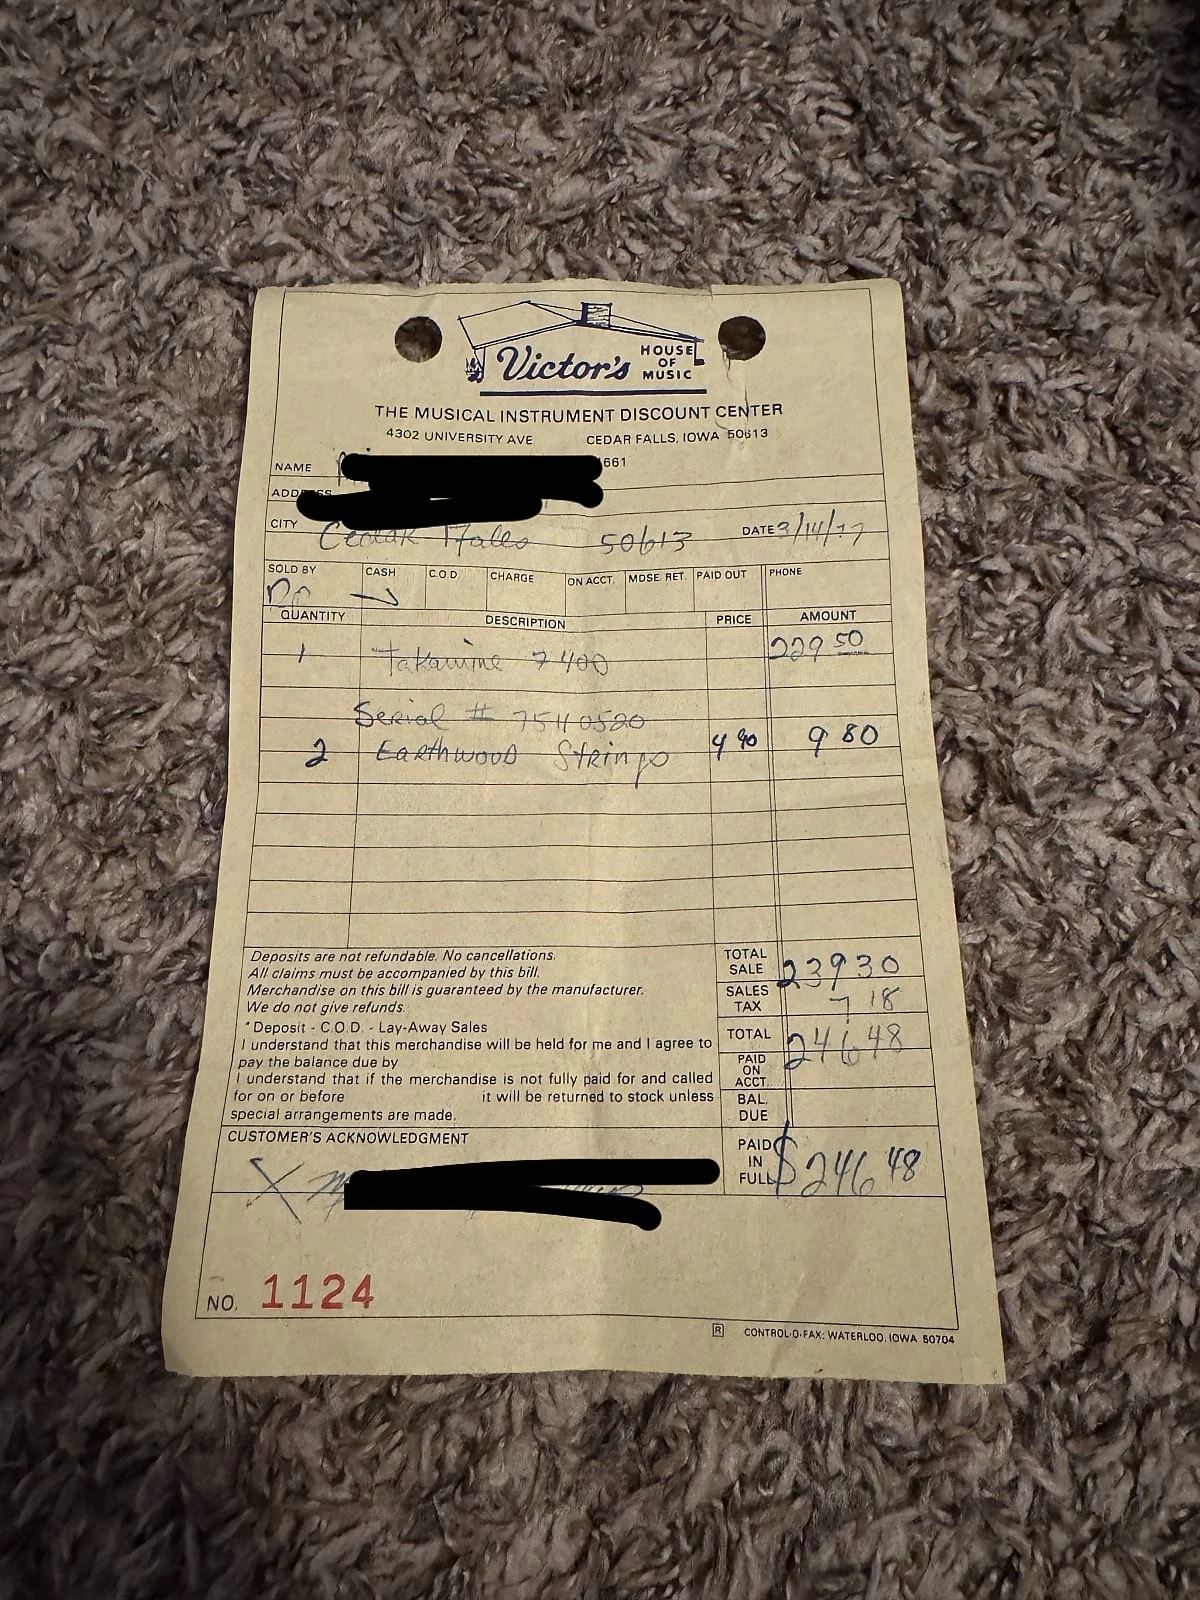 Victor's HOUSE OF MUSIC
THE MUSICAL INSTRUMENT DISCOUNT CENTER
4302 UNIVERSITY AVE. CEDAR FALLS, IOWA 50613
661
NAME
ADDRESS
CITY Cedar Falls 50613 DATE 3/14/77
SOLD BY CASH C.O.D. CHARGE ON ACCT. MDSE. RET. PAID OUT PHONE
QUANTITY DESCRIPTION PRICE AMOUNT
1 Takamine 7400 229 50
Serial # 75110520
2 Earthwood Strings 4 90 9 80
Deposits are not refundable. No cancellations.
All claims must be accompanied by this bill.
Merchandise on this bill is guaranteed by the manufacturer.
We do not give refunds.
* Deposit - C.O.D. - Lay-Away Sales
I understand that this merchandise will be held for me and I agree to
pay the balance due by
I understand that if the merchandise is not fully paid for and called
for on or before it will be returned to stock unless
special arrangements are made.
TOTAL SALE 239 30
SALES TAX 7 18
TOTAL 246 48
PAID ON ACCT.
BAL. DUE
CUSTOMER'S ACKNOWLEDGMENT
PAID IN FULL $246 48
X
NO. 1124
R CONTROL-O-FAX: WATERLOO, IOWA 50704